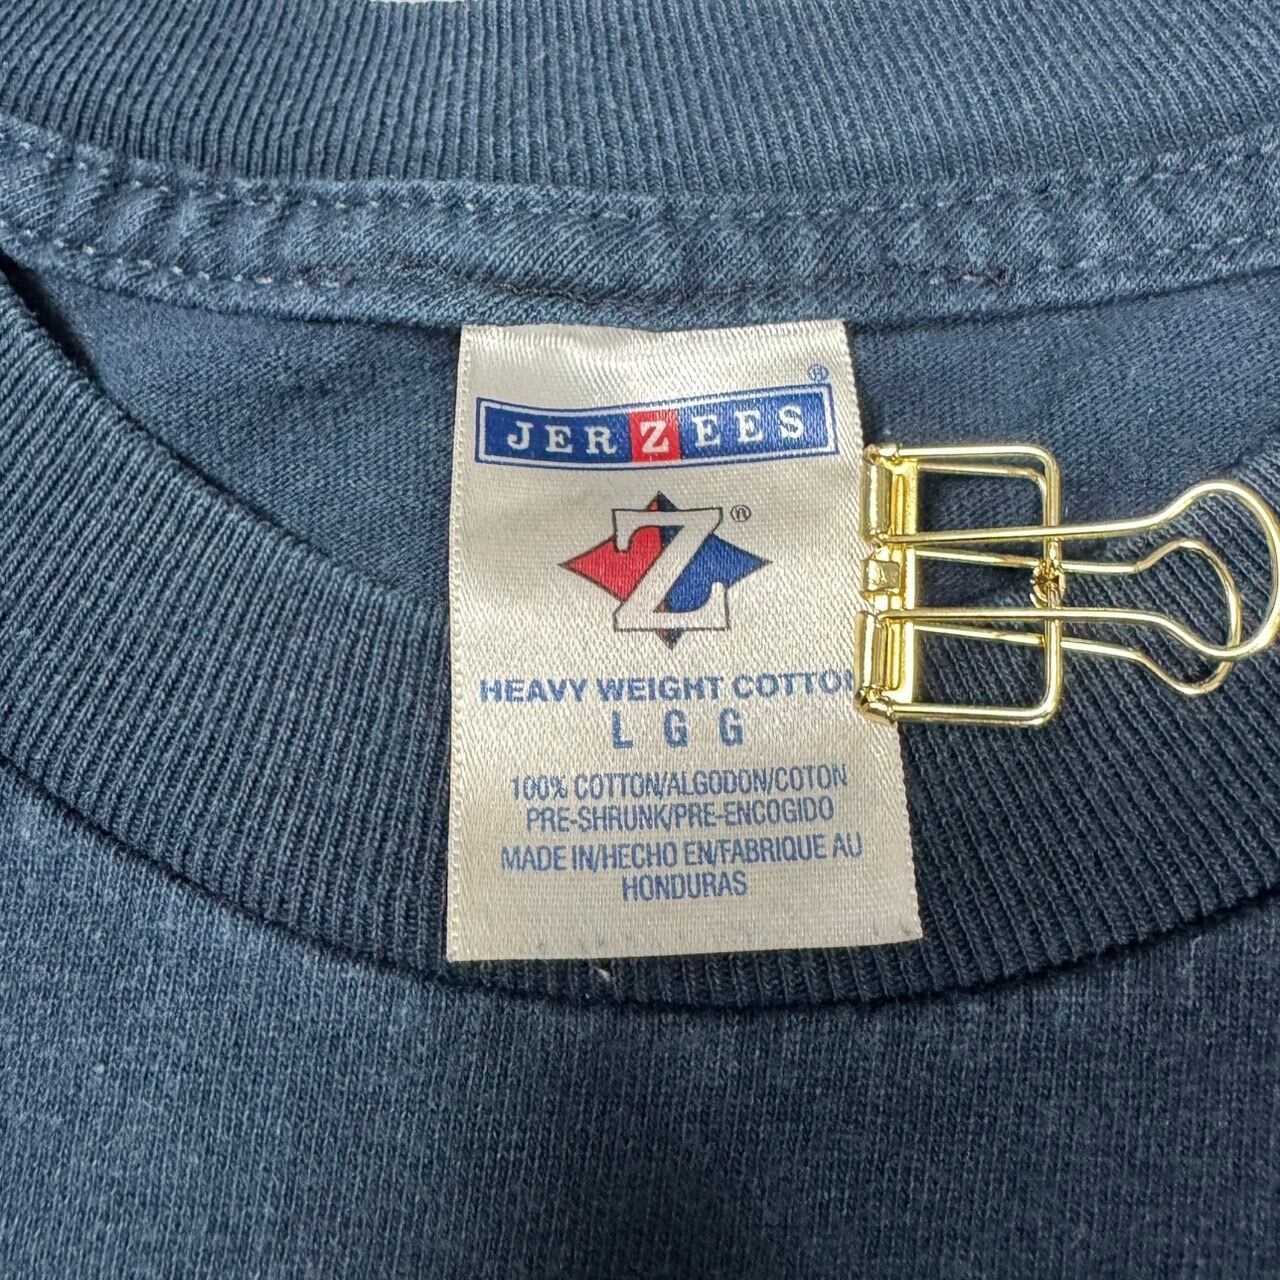 JERZEES®
Z®
HEAVY WEIGHT COTTON
L G G
100% COTTON/ALGODON/COTON
PRE-SHRUNK/PRE-ENCOGIDO
MADE IN/HECHO EN/FABRIQUE AU
HONDURAS